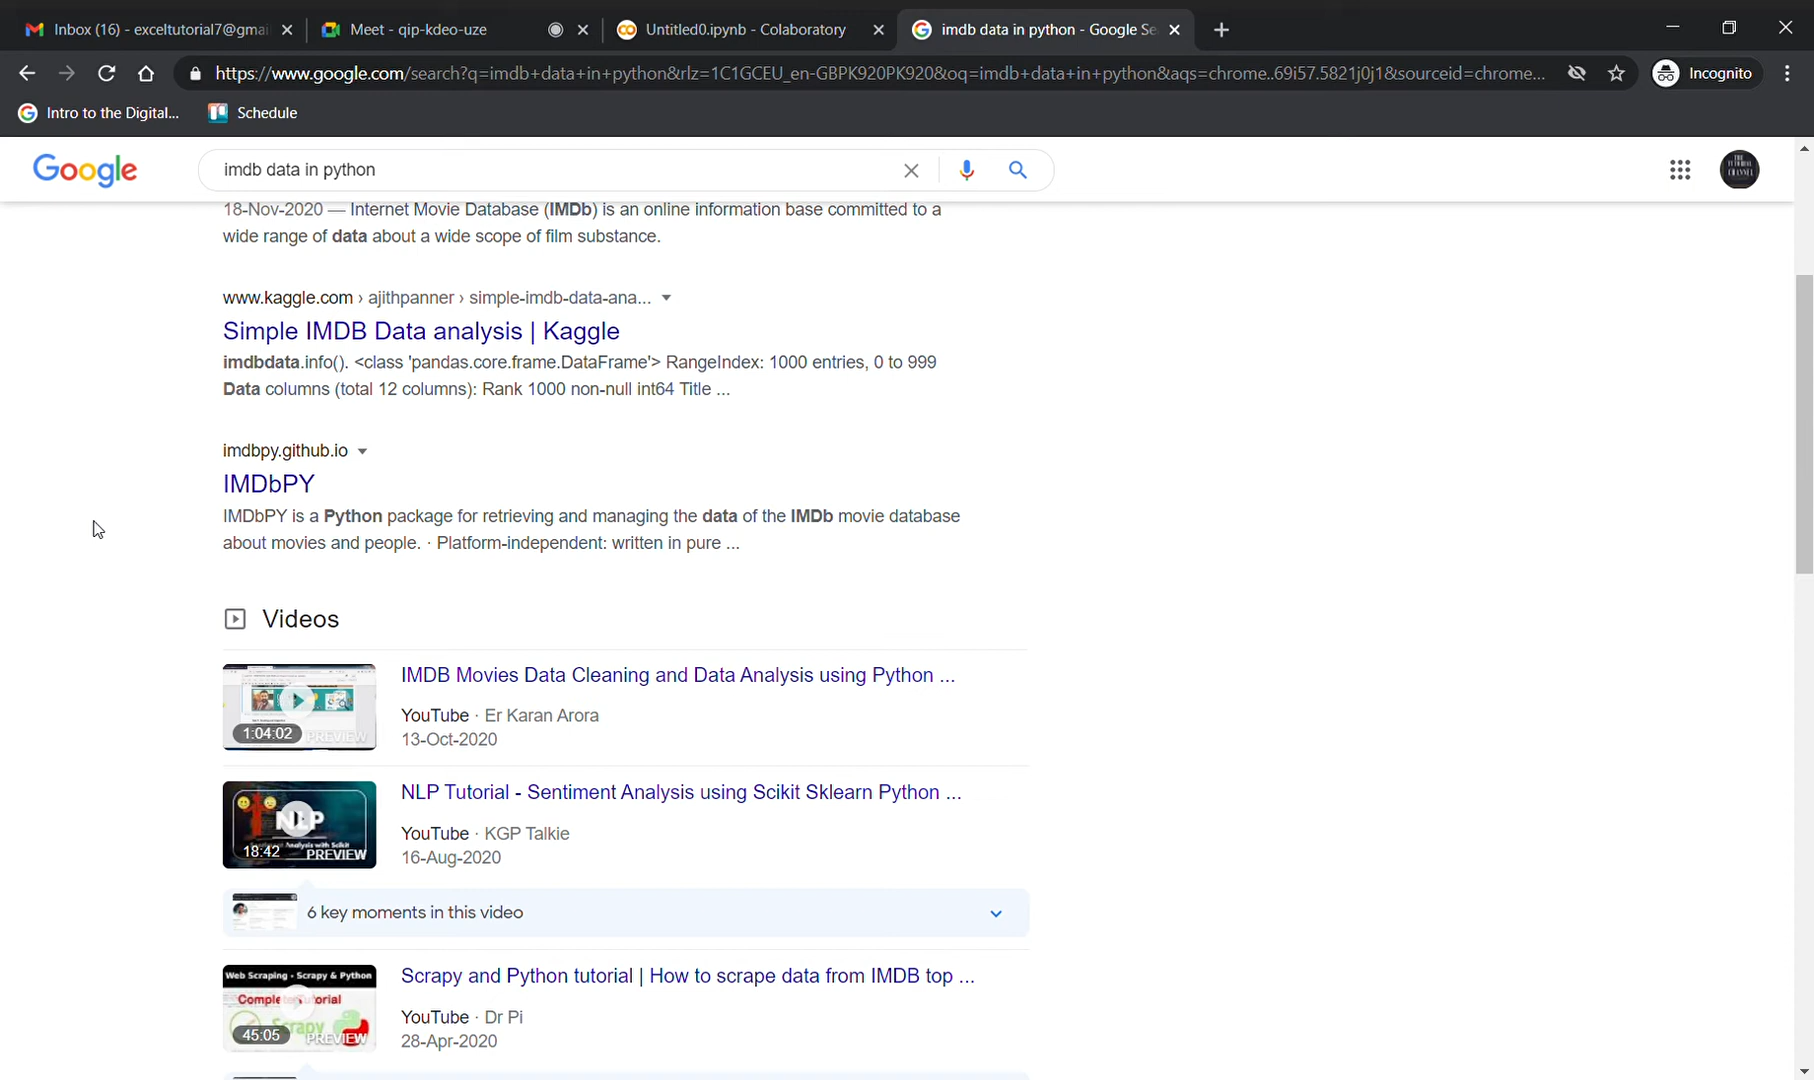 Inbox (16) - exceltutorial7@gmai
Meet - qip-kdeo-uze
Untitled0.ipynb - Colaboratory
imdb data in python - Google Se
https://www.google.com/search?q=imdb+data+in+python&rlz=1C1GCEU_en-GBPK920PK920&oq=imdb+data+in+python&aqs=chrome..69i57.5821j0j1&sourceid=chrome...
Incognito
Intro to the Digital...
Schedule
Google
imdb data in python
THE TUTORIAL CHANNEL
18-Nov-2020 — Internet Movie Database (IMDb) is an online information base committed to a
wide range of data about a wide scope of film substance.
www.kaggle.com › ajithpanner › simple-imdb-data-ana...
Simple IMDB Data analysis | Kaggle
imdbdata.info(). <class 'pandas.core.frame.DataFrame'> RangeIndex: 1000 entries, 0 to 999
Data columns (total 12 columns): Rank 1000 non-null int64 Title ...
imdbpy.github.io
IMDbPY
IMDbPY is a Python package for retrieving and managing the data of the IMDb movie database
about movies and people. · Platform-independent: written in pure ...
Videos
IMDB Movies Data Cleaning and Data Analysis using Python ...
YouTube · Er Karan Arora
13-Oct-2020
1:04:02
PREVIEW
NLP Tutorial - Sentiment Analysis using Scikit Sklearn Python ...
YouTube · KGP Talkie
16-Aug-2020
NLP
Sentiment Analysis with Scikit
18:42
PREVIEW
6 key moments in this video
Scrapy and Python tutorial | How to scrape data from IMDB top ...
YouTube · Dr Pi
28-Apr-2020
Web Scraping - Scrapy & Python
Scrapy
45:05
PREVIEW